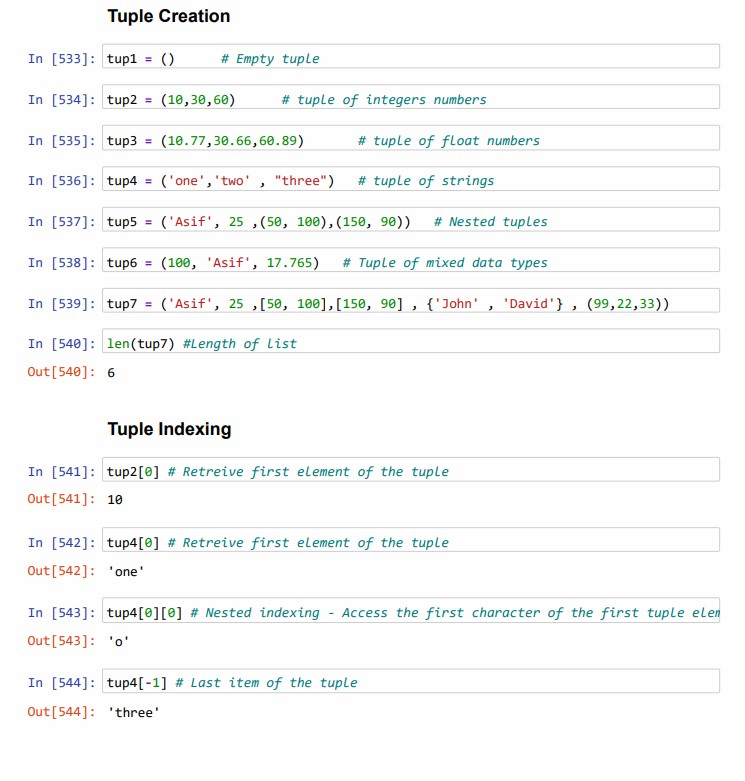 Tuple Creation
In [533]: tup1 = () # Empty tuple
In [534]: tup2 = (10,30,60) # tuple of integers numbers
In [535]: tup3 = (10.77,30.66,60.89) # tuple of float numbers
In [536]: tup4 = ('one','two' , "three") # tuple of strings
In [537]: tup5 = ('Asif', 25 ,(50, 100),(150, 90)) # Nested tuples
In [538]: tup6 = (100, 'Asif', 17.765) # Tuple of mixed data types
In [539]: tup7 = ('Asif', 25 ,[50, 100],[150, 90] , {'John' , 'David'} , (99,22,33))
In [540]: len(tup7) #Length of list
Out[540]: 6
Tuple Indexing
In [541]: tup2[0] # Retreive first element of the tuple
Out[541]: 10
In [542]: tup4[0] # Retreive first element of the tuple
Out[542]: 'one'
In [543]: tup4[0][0] # Nested indexing - Access the first character of the first tuple elem
Out[543]: 'o'
In [544]: tup4[-1] # Last item of the tuple
Out[544]: 'three'